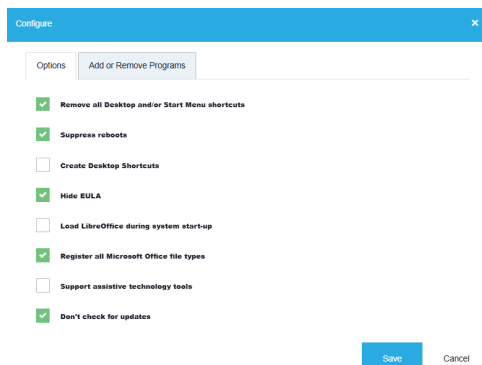 Configure
Options
Add or Remove Programs
Remove all Desktop and/or Start Menu shortcuts
Suppress reboots
Create Desktop Shortcuts
Hide EULA
Load LibreOffice during system start-up
Register all Microsoft Office file types
Support assistive technology tools
Don't check for updates
Save
Cancel